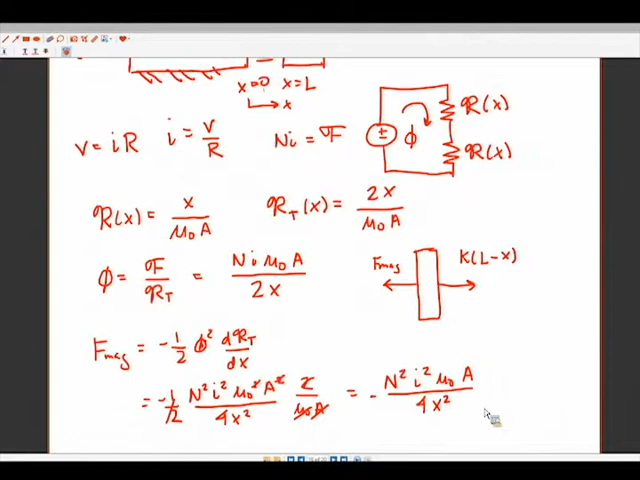 x=0 x=L
→ x
v = iR i = v/R Ni = ℱ
± ϕ ℛ(x)
ℛ(x)
ℛ(x) = x/(μ₀A) ℛ_T(x) = 2x/(μ₀A)
ϕ = ℱ/ℛ_T = Niμ₀A/(2x)
F_mag K(L-x)
F_mag = -1/2 ϕ² dℛ_T/dx
= -1/2 N²i²μ₀²A²/(4x²) 2/(μ₀A) = - N²i²μ₀A/(4x²)